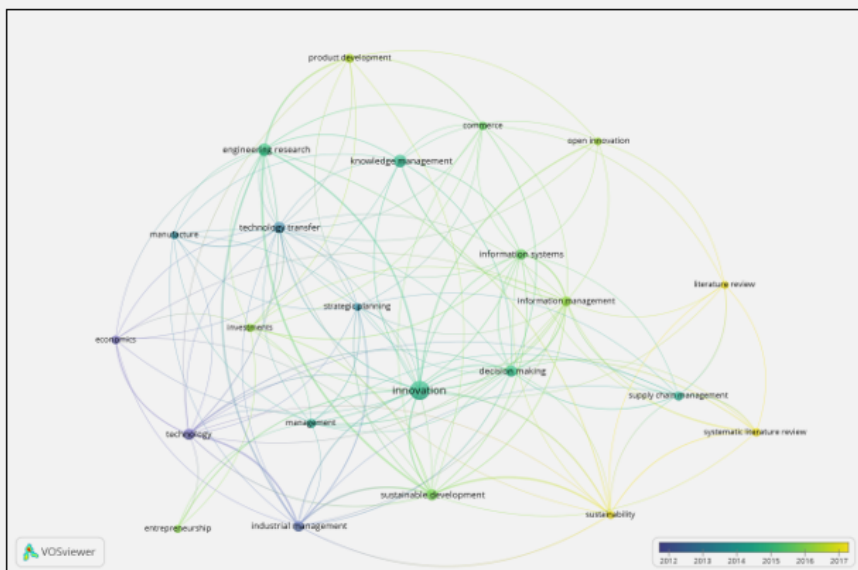 product development
commerce
open innovation
engineering research
knowledge management
technology transfer
manufacture
information systems
literature review
information management
strategic planning
investments
economics
decision making
innovation
supply chain management
management
technology
systematic literature review
sustainable development
sustainability
entrepreneurship
industrial management
VOSviewer
2012 2013 2014 2015 2016 2017